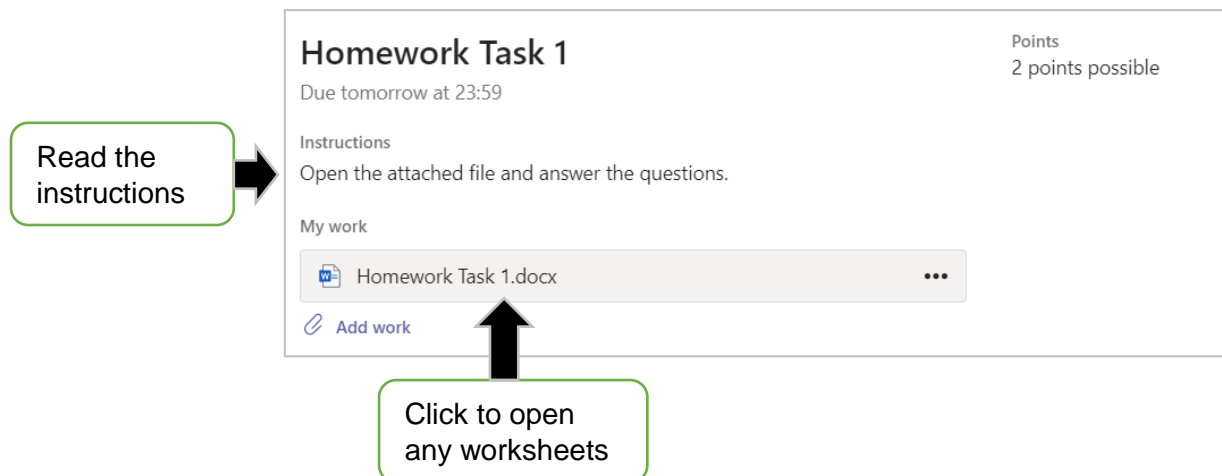 Homework Task 1
Points
2 points possible
Due tomorrow at 23:59
Read the
instructions
Instructions
Open the attached file and answer the questions.
My work
Homework Task 1.docx
Add work
Click to open
any worksheets